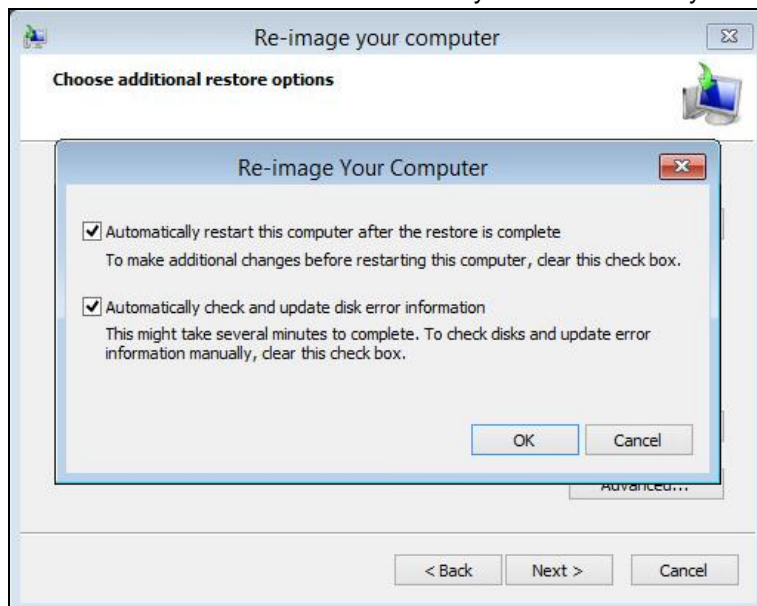 Re-image your computer
Choose additional restore options
Re-image Your Computer
Automatically restart this computer after the restore is complete
To make additional changes before restarting this computer, clear this check box.
Automatically check and update disk error information
This might take several minutes to complete. To check disks and update error
information manually, clear this check box.
OK Cancel
Advanced...
< Back Next > Cancel